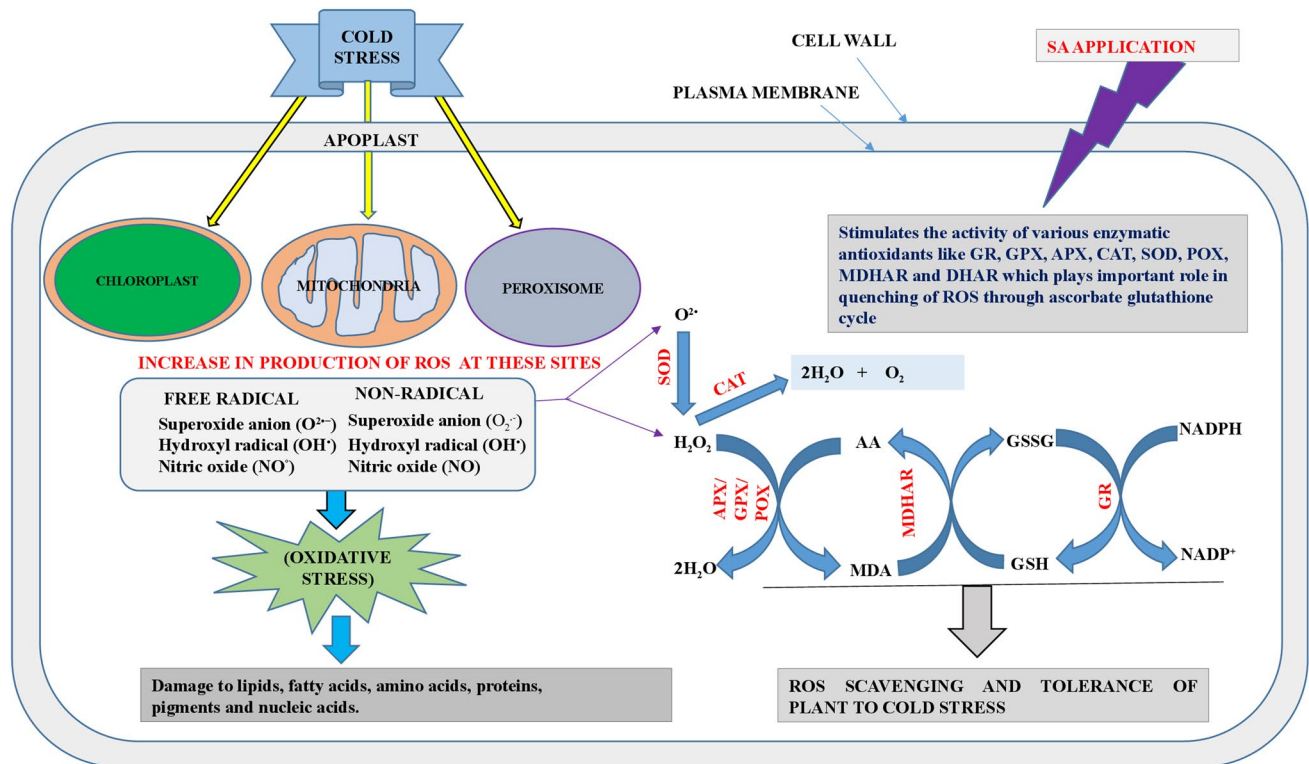 COLD
STRESS
CELL WALL
SA APPLICATION
PLASMA MEMBRANE
APOPLAST
CHLOROPLAST
MITOCHONDRIA
PEROXISOME
Stimulates the activity of various enzymatic
antioxidants like GR, GPX, APX, CAT, SOD, POX,
MDHAR and DHAR which plays important role in
quenching of ROS through ascorbate glutathione
cycle
INCREASE IN PRODUCTION OF ROS AT THESE SITES
FREE RADICAL
Superoxide anion (O²•−)
Hydroxyl radical (OH•)
Nitric oxide (NO°)
NON-RADICAL
Superoxide anion (O₂·-)
Hydroxyl radical (OH•)
Nitric oxide (NO)
O²•
SOD
CAT
2H₂O + O₂
H₂O₂
AA
GSSG
NADPH
APX/
GPX/
POX
MDHAR
GR
2H₂O
MDA
GSH
NADP⁺
(OXIDATIVE
STRESS)
Damage to lipids, fatty acids, amino acids, proteins,
pigments and nucleic acids.
ROS SCAVENGING AND TOLERANCE OF
PLANT TO COLD STRESS